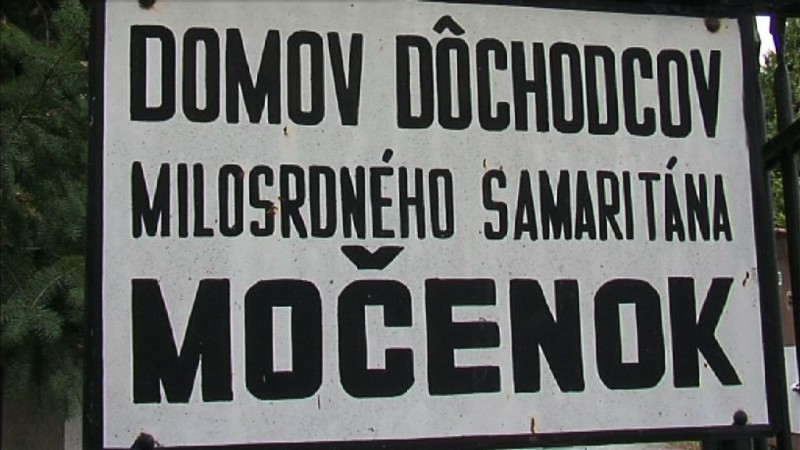 DOMOV DÔCHODCOV
MILOSRDNÉHO SAMARITÁNA
MOČENOK